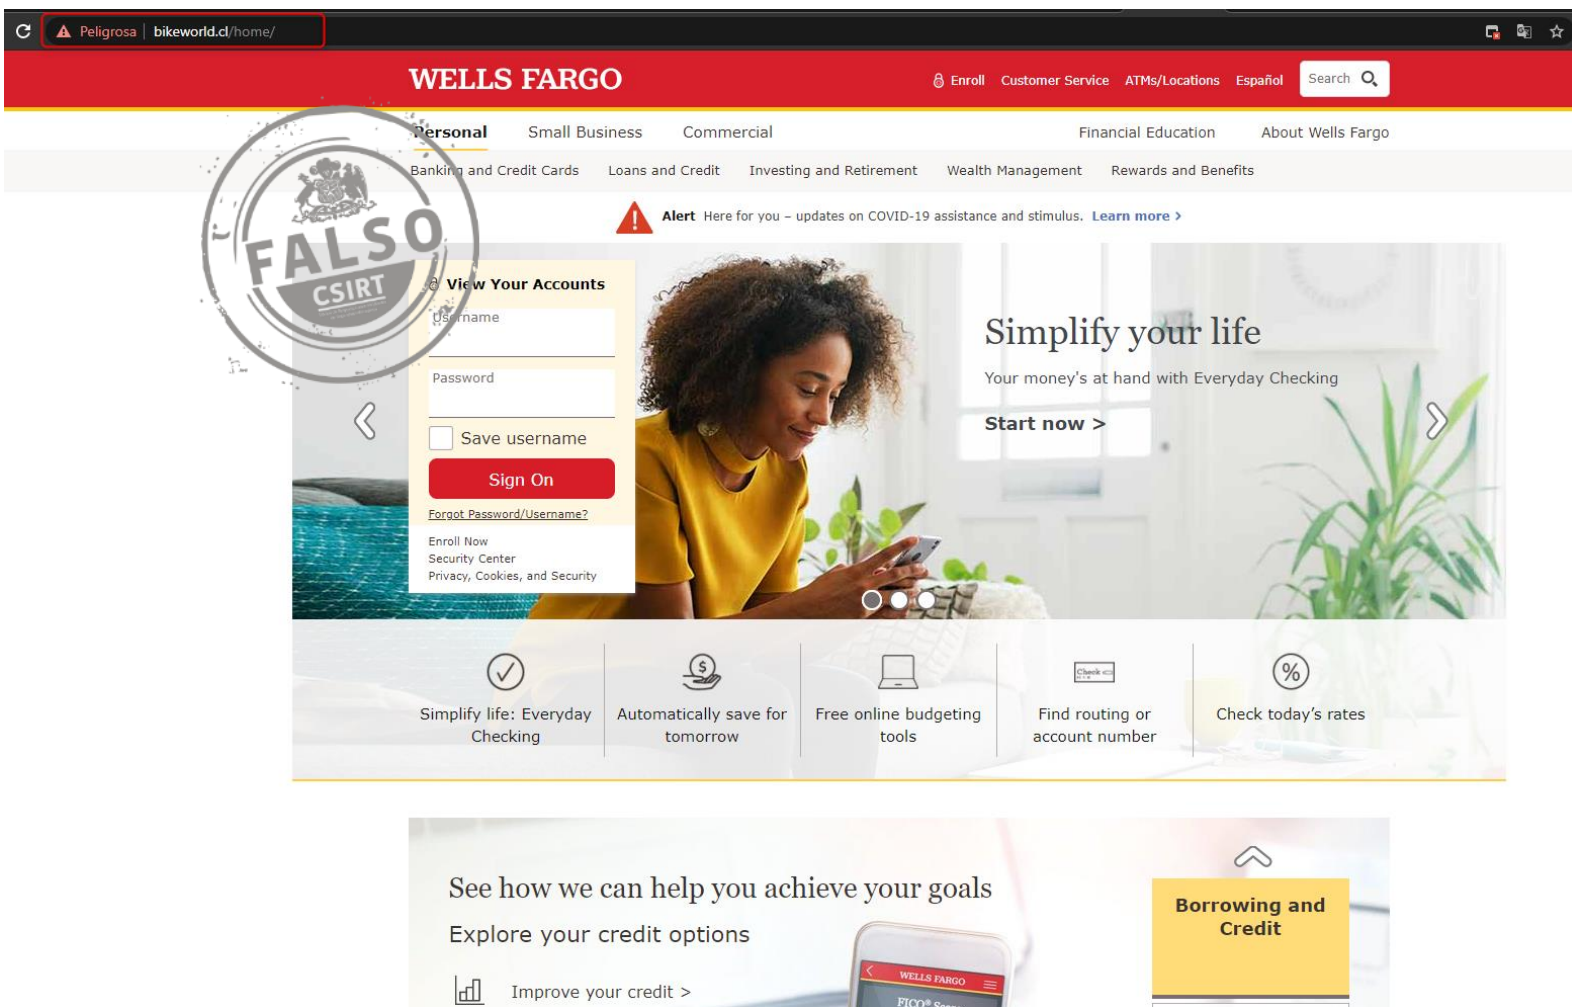 Peligrosa | bikeworld.cl/home/
WELLS FARGO
Enroll Customer Service ATMs/Locations Español Search
Personal Small Business Commercial Financial Education About Wells Fargo
Banking and Credit Cards Loans and Credit Investing and Retirement Wealth Management Rewards and Benefits
Alert Here for you – updates on COVID-19 assistance and stimulus. Learn more >
FALSO
CSIRT
View Your Accounts
Username
Password
Save username
Sign On
Forgot Password/Username?
Enroll Now
Security Center
Privacy, Cookies, and Security
Simplify your life
Your money's at hand with Everyday Checking
Start now >
Simplify life: Everyday
Checking
Automatically save for
tomorrow
Free online budgeting
tools
Check
Find routing or
account number
%
Check today's rates
See how we can help you achieve your goals
Explore your credit options
Improve your credit >
WELLS FARGO
Borrowing and
Credit